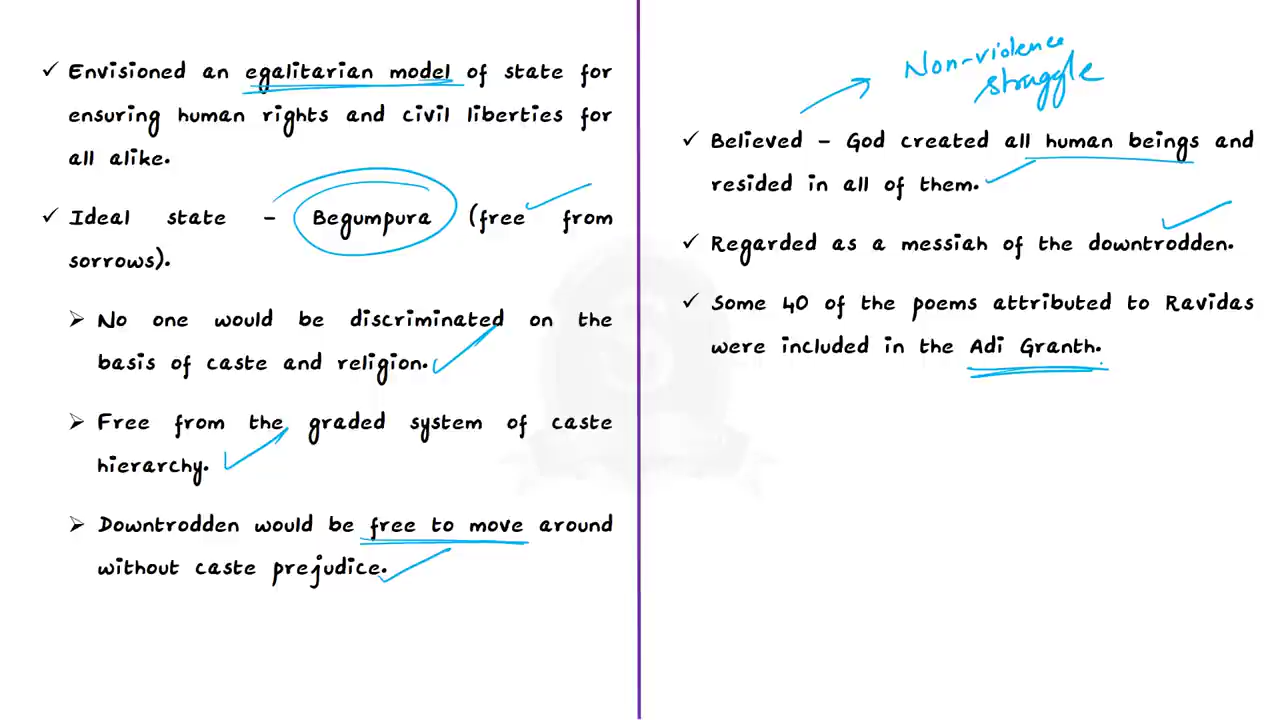 ✓ Envisioned an egalitarian model of state for
ensuring human rights and civil liberties for
all alike.
✓ Ideal state – Begumpura (free from
sorrows).
➢ No one would be discriminated on the
basis of caste and religion.
➢ Free from the graded system of caste
hierarchy.
➢ Downtrodden would be free to move around
without caste prejudice.
Non-violence
struggle
✓ Believed – God created all human beings and
resided in all of them.
✓ Regarded as a messiah of the downtrodden.
✓ Some 40 of the poems attributed to Ravidas
were included in the Adi Granth.